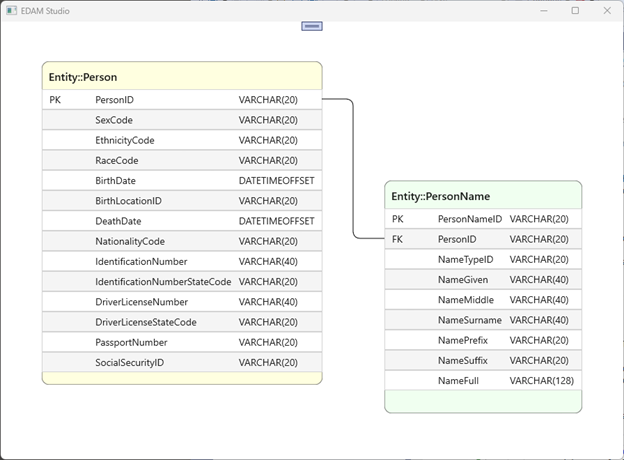 EDAM Studio
Entity::Person
PK PersonID VARCHAR(20)
SexCode VARCHAR(20)
EthnicityCode VARCHAR(20)
RaceCode VARCHAR(20)
BirthDate DATETIMEOFFSET
BirthLocationID VARCHAR(20)
DeathDate DATETIMEOFFSET
NationalityCode VARCHAR(20)
IdentificationNumber VARCHAR(40)
IdentificationNumberStateCode VARCHAR(20)
DriverLicenseNumber VARCHAR(40)
DriverLicenseStateCode VARCHAR(20)
PassportNumber VARCHAR(20)
SocialSecurityID VARCHAR(20)
Entity::PersonName
PK PersonNameID VARCHAR(20)
FK PersonID VARCHAR(20)
NameTypeID VARCHAR(20)
NameGiven VARCHAR(40)
NameMiddle VARCHAR(40)
NameSurname VARCHAR(40)
NamePrefix VARCHAR(20)
NameSuffix VARCHAR(20)
NameFull VARCHAR(128)